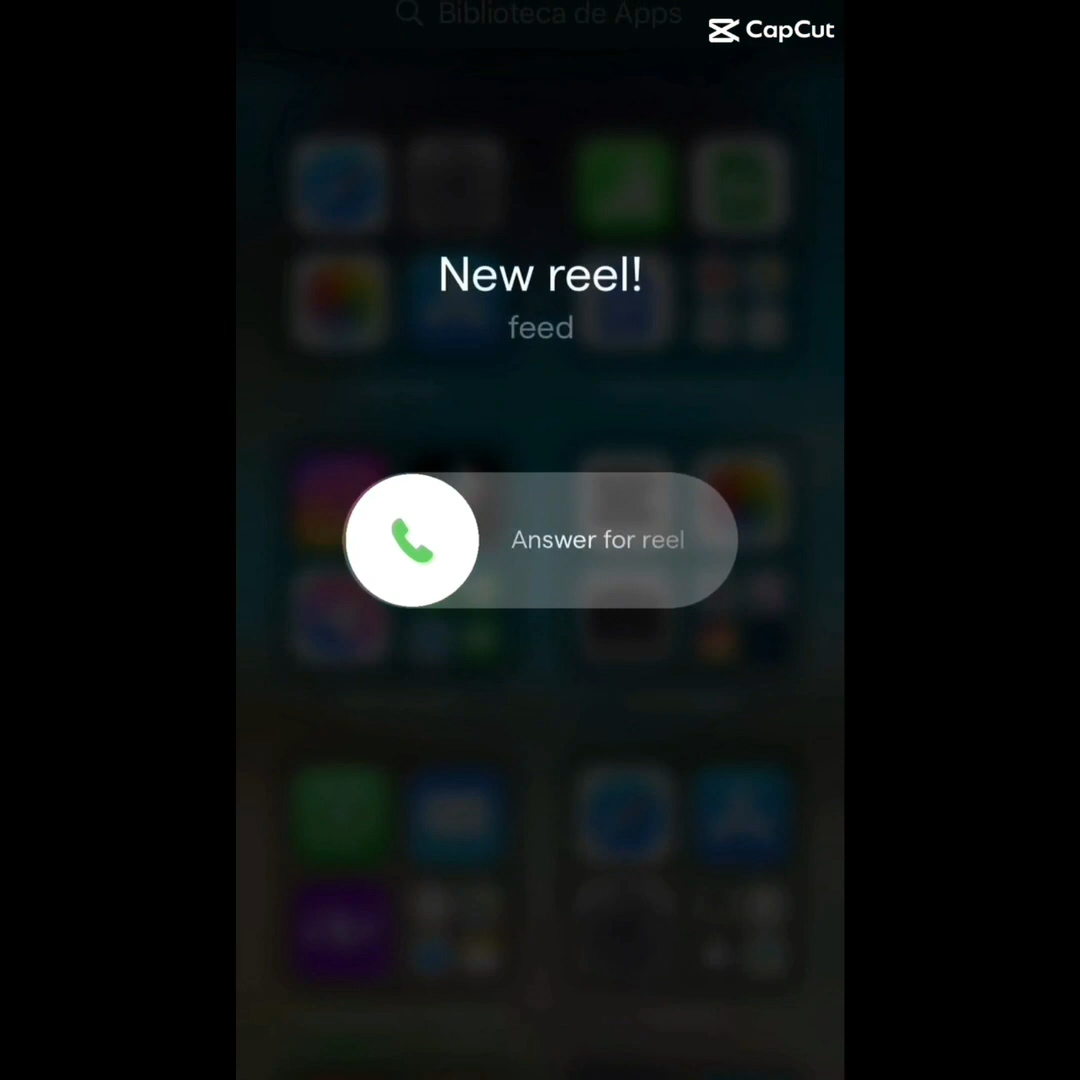 Biblioteca de Apps
CapCut
New reel!
feed
Answer for reel